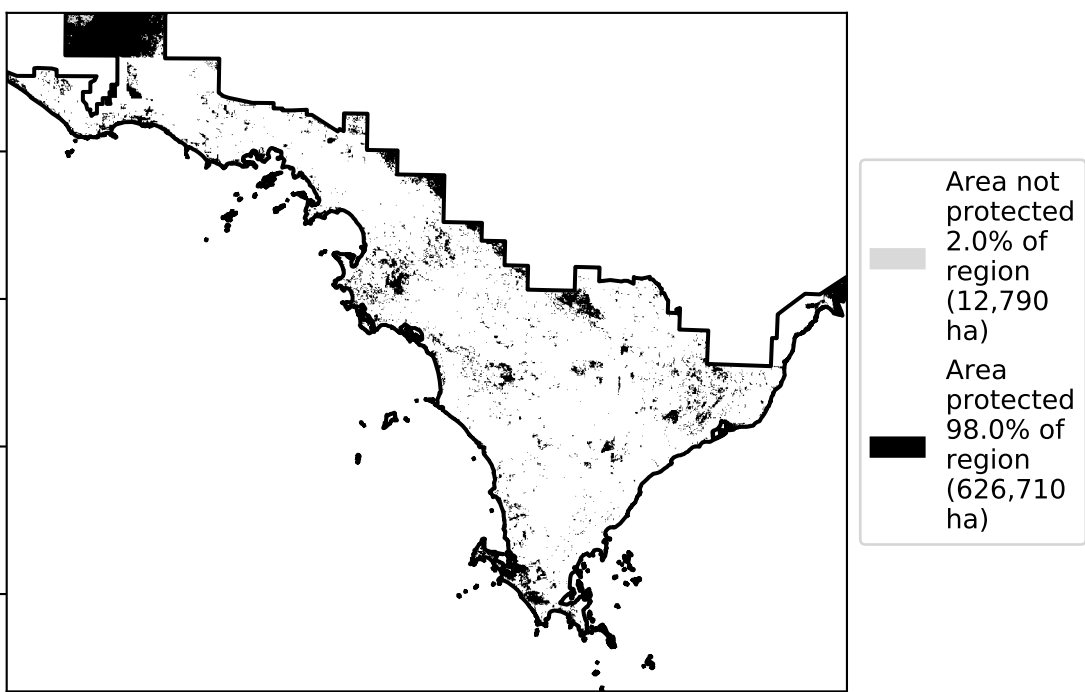 Area not
protected
2.0% of
region
(12,790
ha)
Area
protected
98.0% of
region
(626,710
ha)